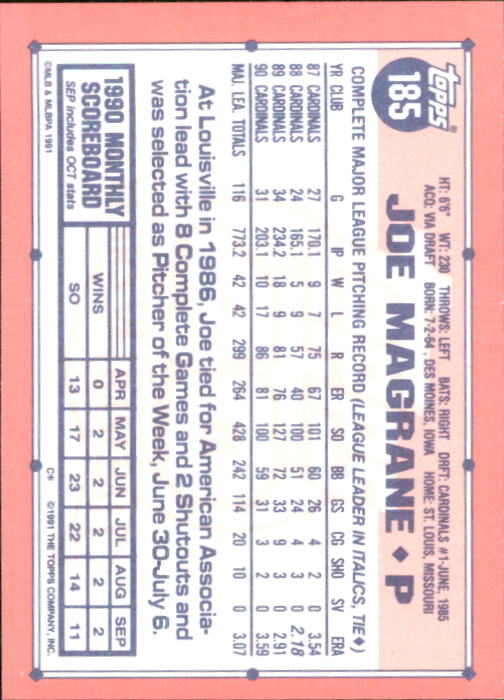 topps®
185
JOE MAGRANE ◆ P
HT: 6'6" WT: 230 THROWS: LEFT BATS: RIGHT DRFT: CARDINALS #1-JUNE, 1985
ACQ: VIA DRAFT BORN: 7-2-64, DES MOINES, IOWA HOME: ST. LOUIS, MISSOURI
COMPLETE MAJOR LEAGUE PITCHING RECORD (LEAGUE LEADER IN ITALICS, TIE◆)
YR CLUB G IP W L R ER SO BB GS CG SHO SV ERA
87 CARDINALS 27 170.1 9 7 75 67 101 60 26 4 2 0 3.54
88 CARDINALS 24 165.1 5 9 57 40 100 51 24 4 3 0 2.18
89 CARDINALS 34 234.2 18 9 81 76 127 72 33 9 3 0 2.91
90 CARDINALS 31 203.1 10 17 86 81 100 59 31 3 2 0 3.59
MAJ. LEA. TOTALS 116 773.2 42 42 299 264 428 242 114 20 10 0 3.07
At Louisville in 1986, Joe tied for American Associa-
tion lead with 8 Complete Games and 2 Shutouts and
was selected as Pitcher of the Week, June 30-July 6.
1990 MONTHLY
SCOREBOARD
SEP includes OCT stats
APR MAY JUN JUL AUG SEP
WINS 0 2 2 2 2 2
SO 13 17 23 22 14 11
©MLB & MLBPA 1991
C* ©1991 THE TOPPS COMPANY, INC.